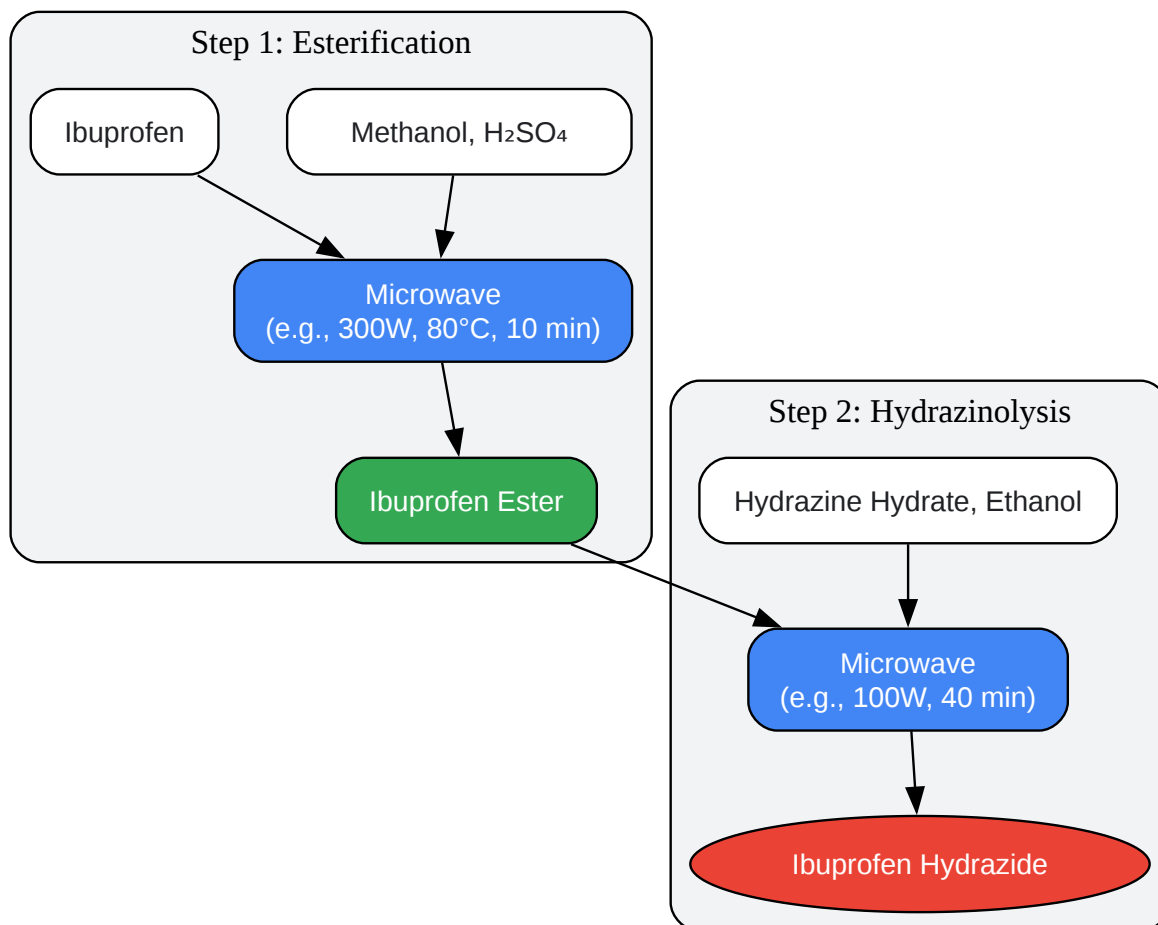 Step 1: Esterification
Ibuprofen
Methanol, H₂SO₄
Microwave
(e.g., 300W, 80°C, 10 min)
Ibuprofen Ester
Step 2: Hydrazinolysis
Hydrazine Hydrate, Ethanol
Microwave
(e.g., 100W, 40 min)
Ibuprofen Hydrazide